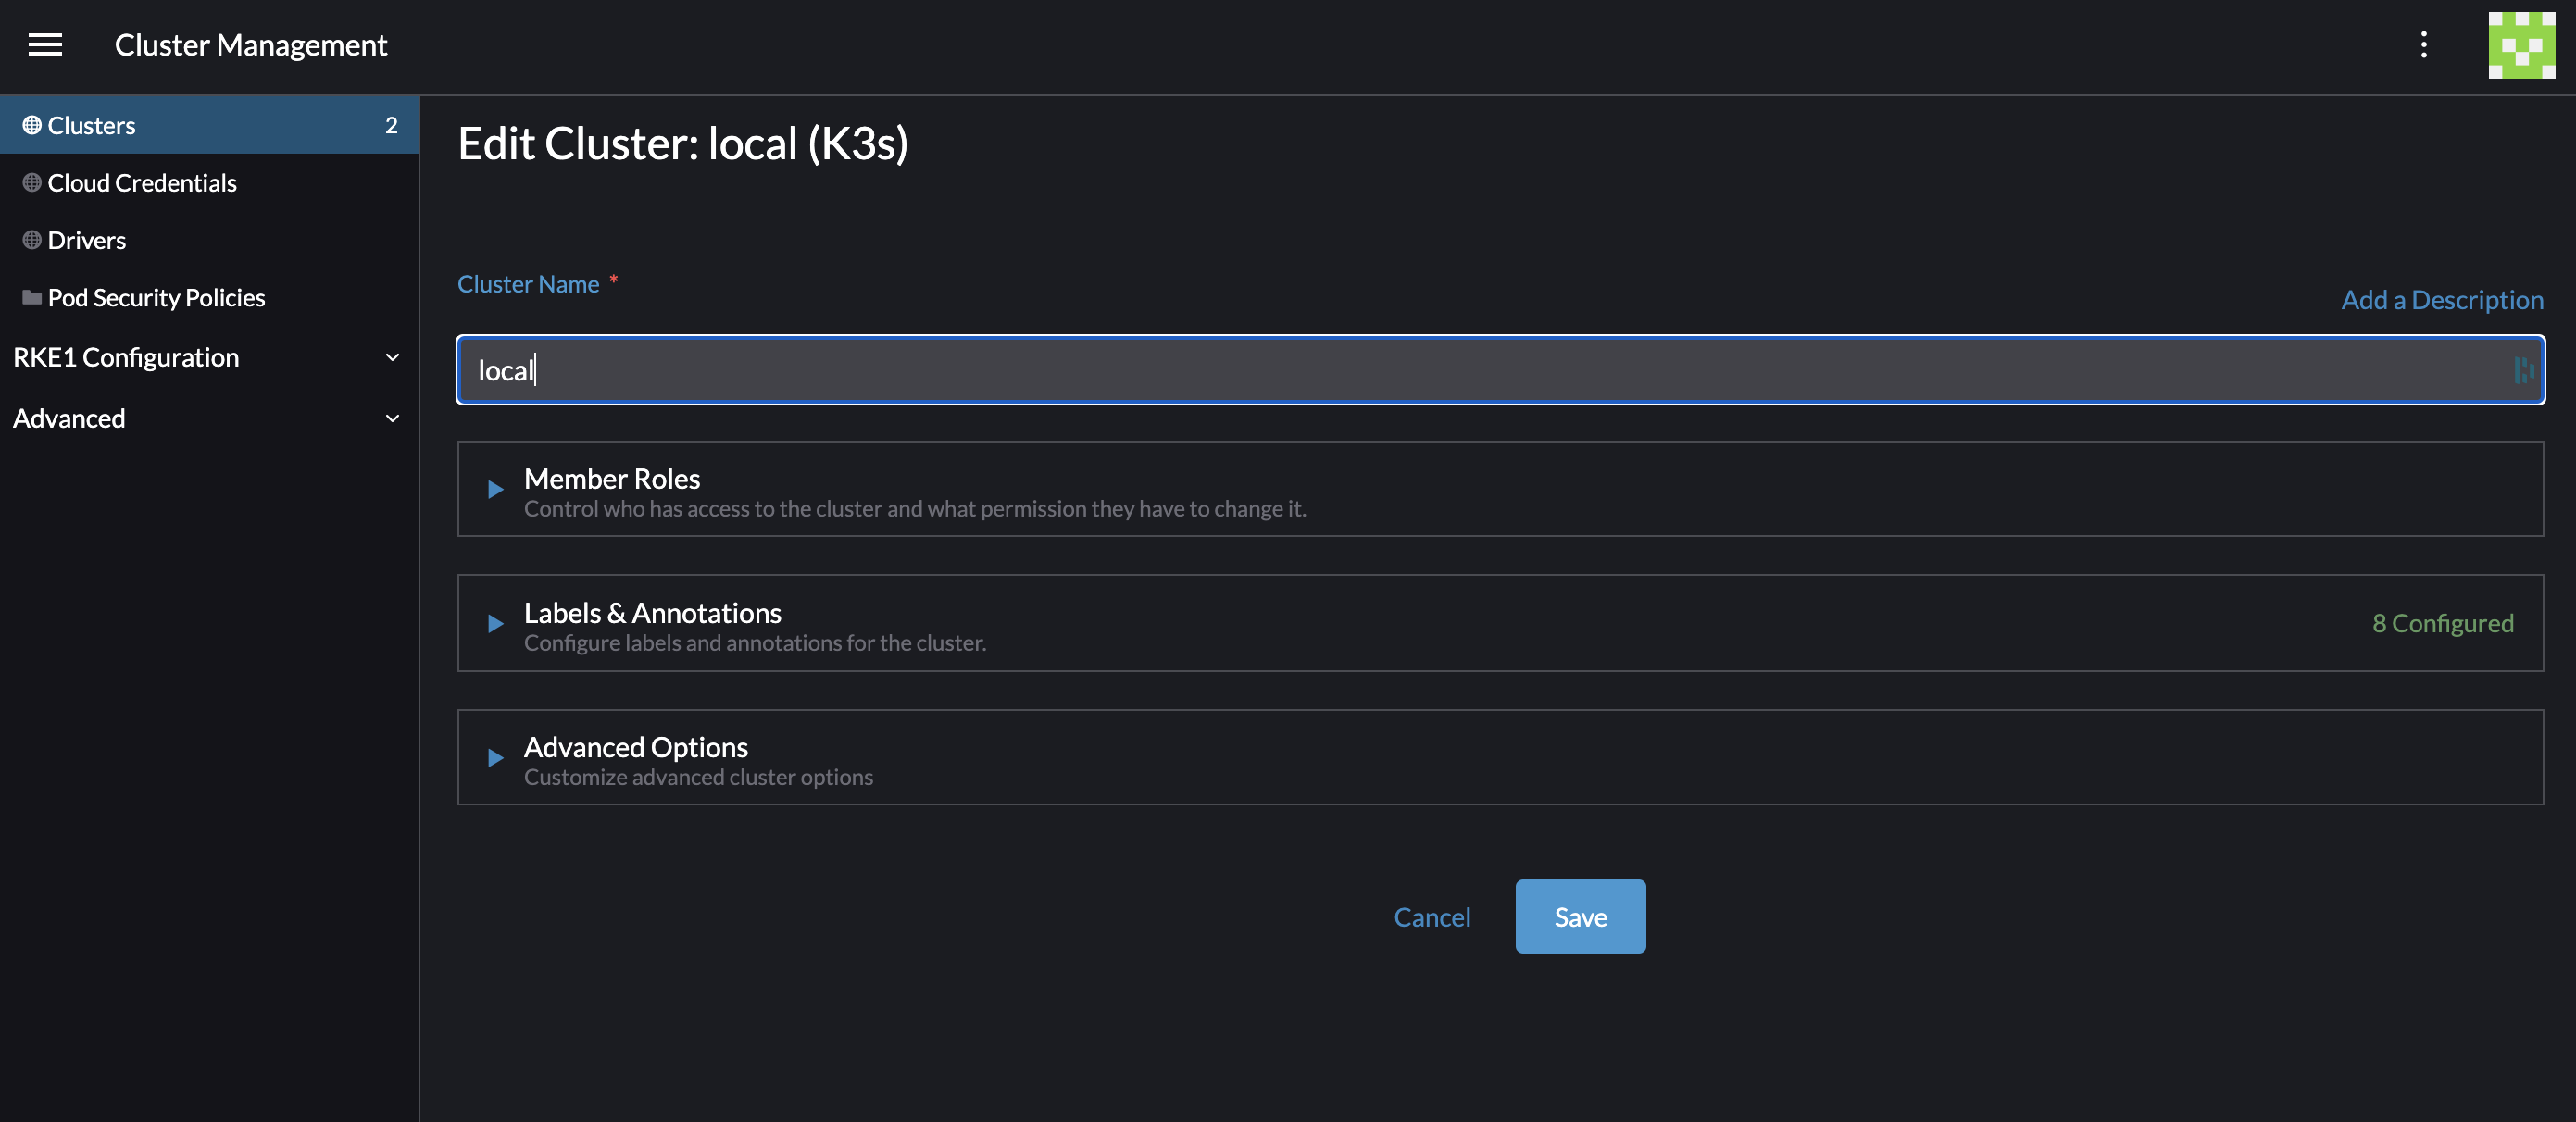 Cluster Management
Clusters 2
Cloud Credentials
Drivers
Pod Security Policies
RKE1 Configuration
Advanced
Edit Cluster: local (K3s)
Cluster Name *
Add a Description
local
Member Roles
Control who has access to the cluster and what permission they have to change it.
Labels & Annotations
Configure labels and annotations for the cluster.
8 Configured
Advanced Options
Customize advanced cluster options
Cancel
Save